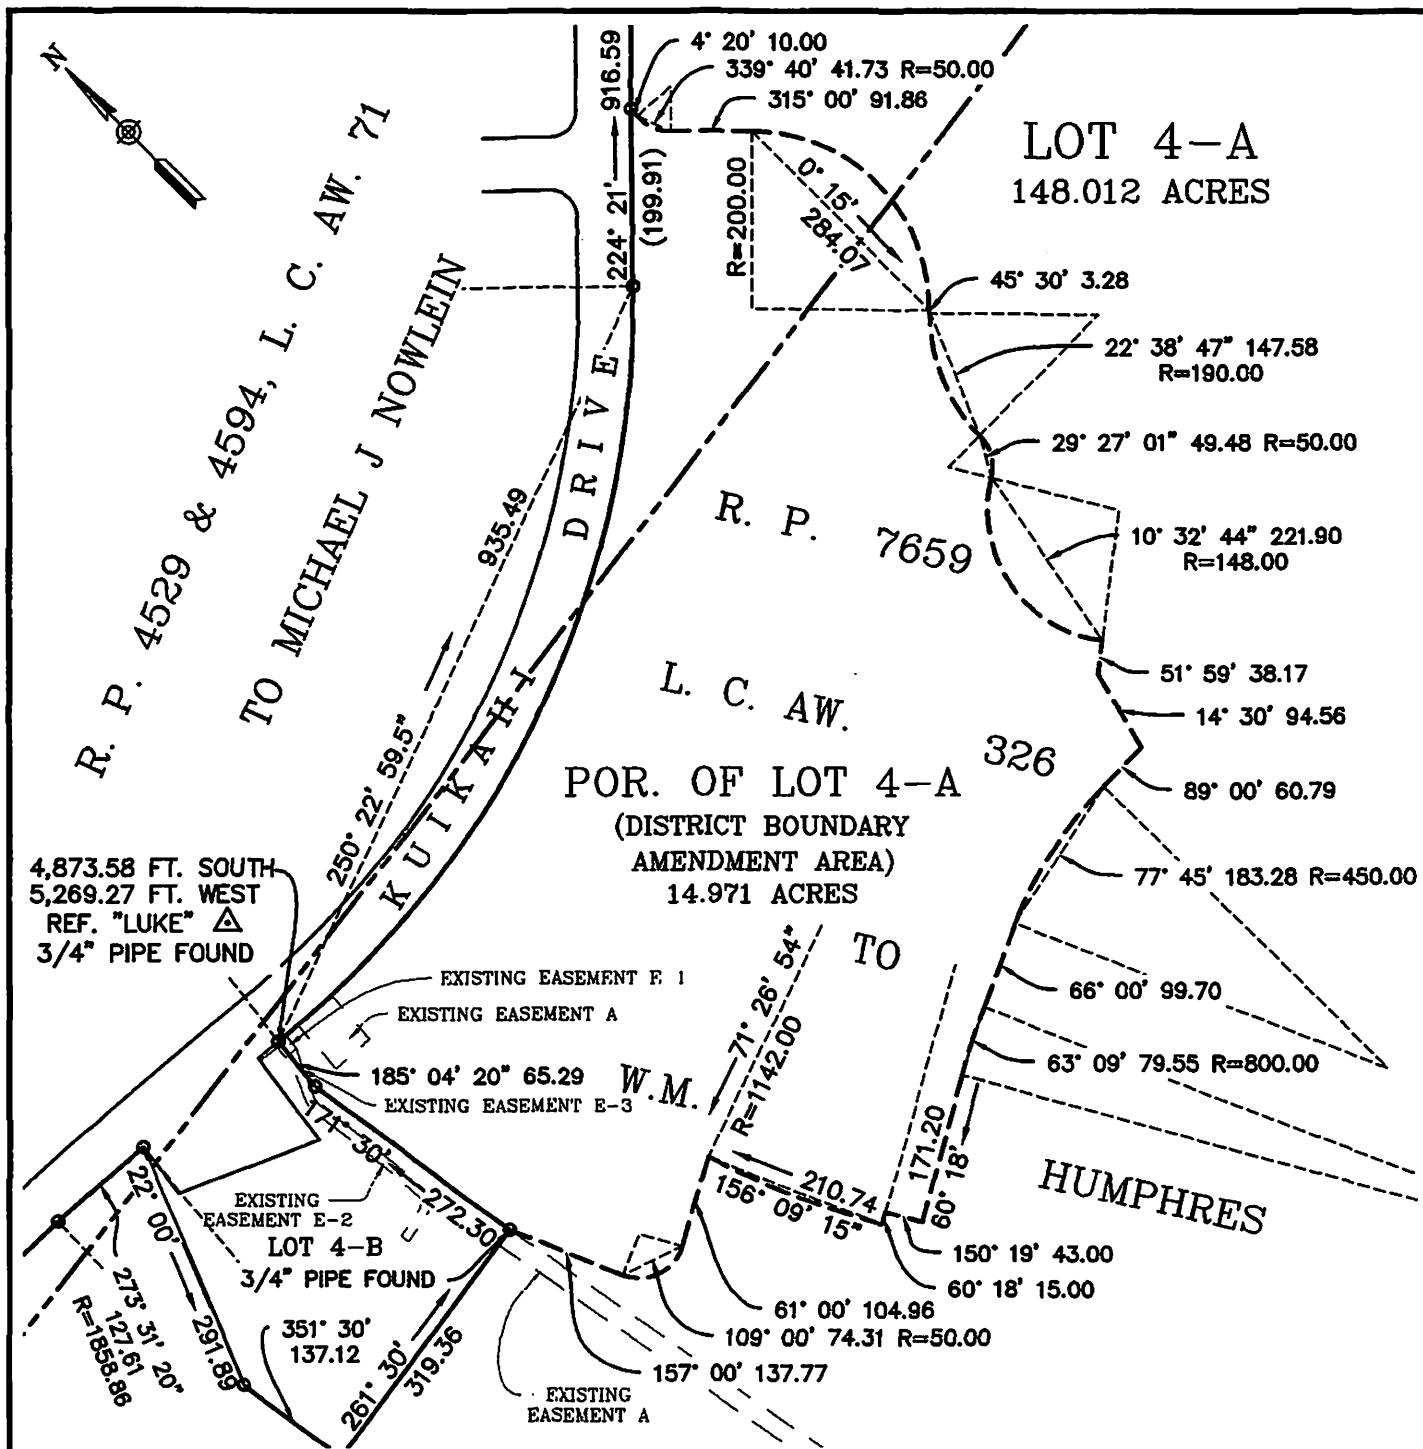 N
916.59
4° 20' 10.00
339° 40' 41.73 R=50.00
315° 00' 91.86
LOT 4-A
148.012 ACRES
R. P. 4529 & 4594, L. C. AW. 71
TO MICHAEL J NOWLEIN
224° 21'
(199.91)
R=200.00
0° 15'
284.07
45° 30' 3.28
22° 38' 47" 147.58
R=190.00
29° 27' 01" 49.48 R=50.00
10° 32' 44" 221.90
R=148.00
51° 59' 38.17
14° 30' 94.56
89° 00' 60.79
77° 45' 183.28 R=450.00
66° 00' 99.70
63° 09' 79.55 R=800.00
KUIKAHI DRIVE
935.49
250° 22' 59.5"
R. P. 7659
L. C. AW. 326
POR. OF LOT 4-A
(DISTRICT BOUNDARY
AMENDMENT AREA)
14.971 ACRES
TO
W.M.
HUMPHRES
4,873.58 FT. SOUTH
5,269.27 FT. WEST
REF. "LUKE"
3/4" PIPE FOUND
EXISTING EASEMENT E 1
EXISTING EASEMENT A
185° 04' 20" 65.29
EXISTING EASEMENT E-3
171° 30'
272.30
71° 26' 54"
R=1142.00
171.20
60° 18'
210.74
156° 09' 15"
150° 19' 43.00
60° 18' 15.00
61° 00' 104.96
109° 00' 74.31 R=50.00
157° 00' 137.77
EXISTING
EASEMENT E-2
LOT 4-B
3/4" PIPE FOUND
22° 00'
291.89
273° 31' 20"
127.61
R=1858.86
351° 30'
137.12
261° 30'
319.36
EXISTING
EASEMENT A